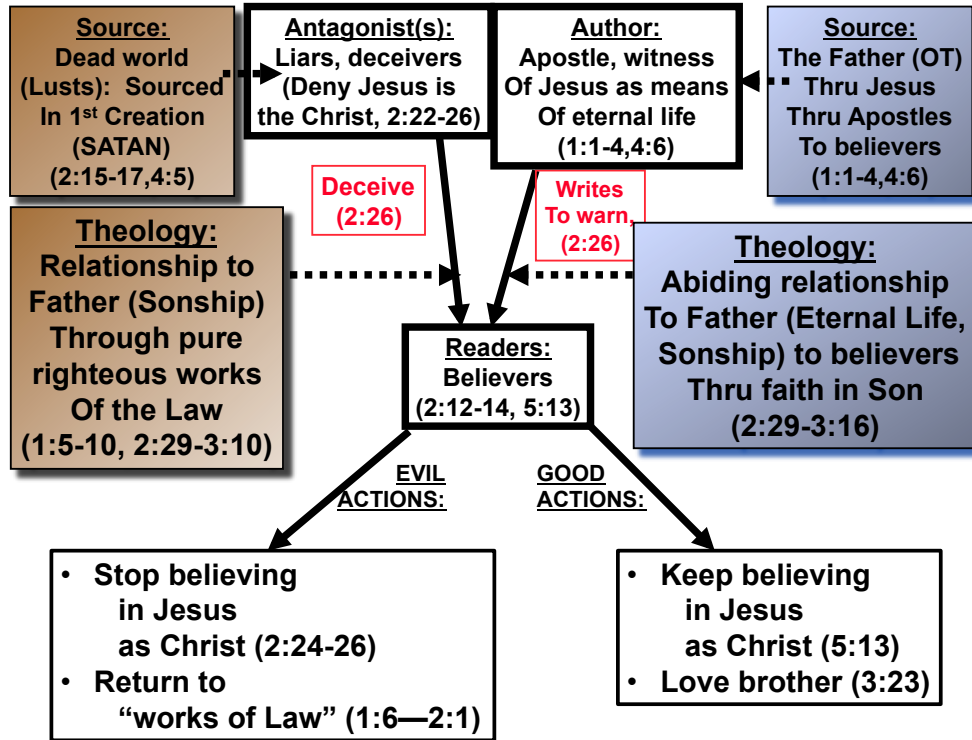 Source:
Dead world
(Lusts): Sourced
In 1st Creation
(SATAN)
(2:15-17,4:5)
Antagonist(s):
Liars, deceivers
(Deny Jesus is
the Christ, 2:22-26)
Author:
Apostle, witness
Of Jesus as means
Of eternal life
(1:1-4,4:6)
Source:
The Father (OT)
Thru Jesus
Thru Apostles
To believers
(1:1-4,4:6)
Deceive
(2:26)
Writes
To warn,
(2:26)
Theology:
Relationship to
Father (Sonship)
Through pure
righteous works
Of the Law
(1:5-10, 2:29-3:10)
Theology:
Abiding relationship
To Father (Eternal Life,
Sonship) to believers
Thru faith in Son
(2:29-3:16)
Readers:
Believers
(2:12-14, 5:13)
EVIL
ACTIONS:
GOOD
ACTIONS:
• Stop believing
in Jesus
as Christ (2:24-26)
• Return to
“works of Law” (1:6—2:1)
• Keep believing
in Jesus
as Christ (5:13)
• Love brother (3:23)